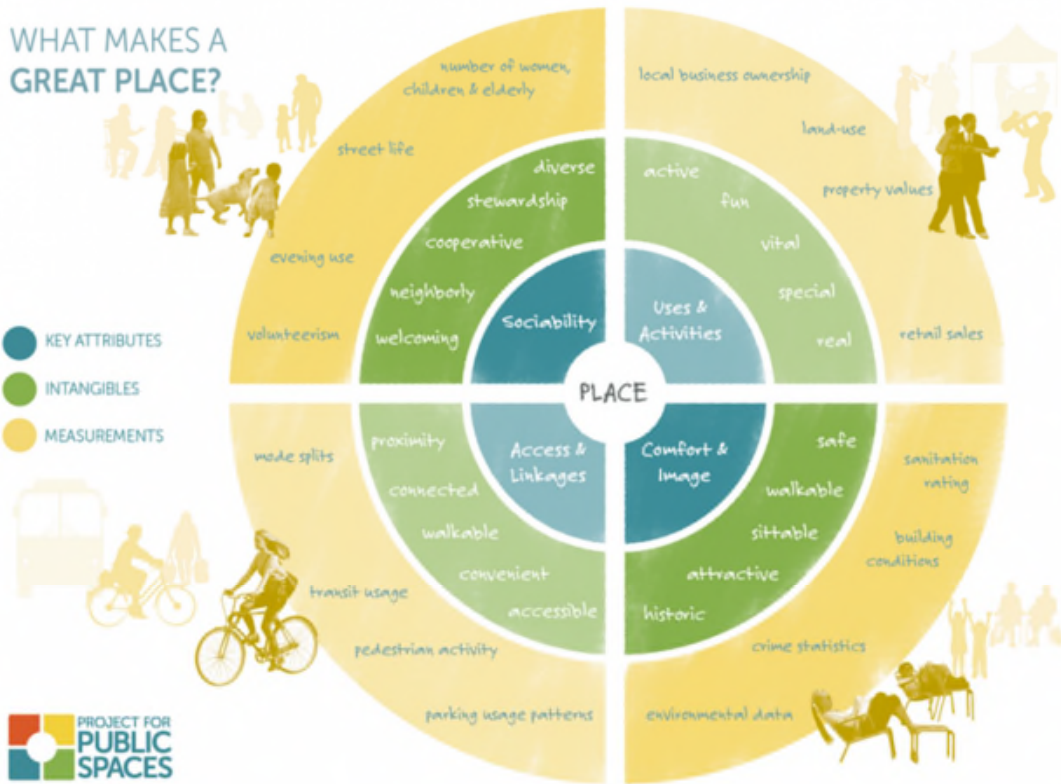 WHAT MAKES A
GREAT PLACE?
number of women,
children & elderly
street life
evening use
volunteerism
diverse
stewardship
cooperative
neighborly
welcoming
Sociability
local business ownership
land-use
property values
retail sales
active
fun
vital
special
real
Uses &
Activities
PLACE
KEY ATTRIBUTES
INTANGIBLES
MEASUREMENTS
Access &
Linkages
proximity
connected
walkable
convenient
accessible
mode splits
transit usage
pedestrian activity
parking usage patterns
Comfort &
Image
safe
walkable
sittable
attractive
historic
sanitation
rating
building
conditions
crime statistics
environmental data
PROJECT FOR
PUBLIC
SPACES